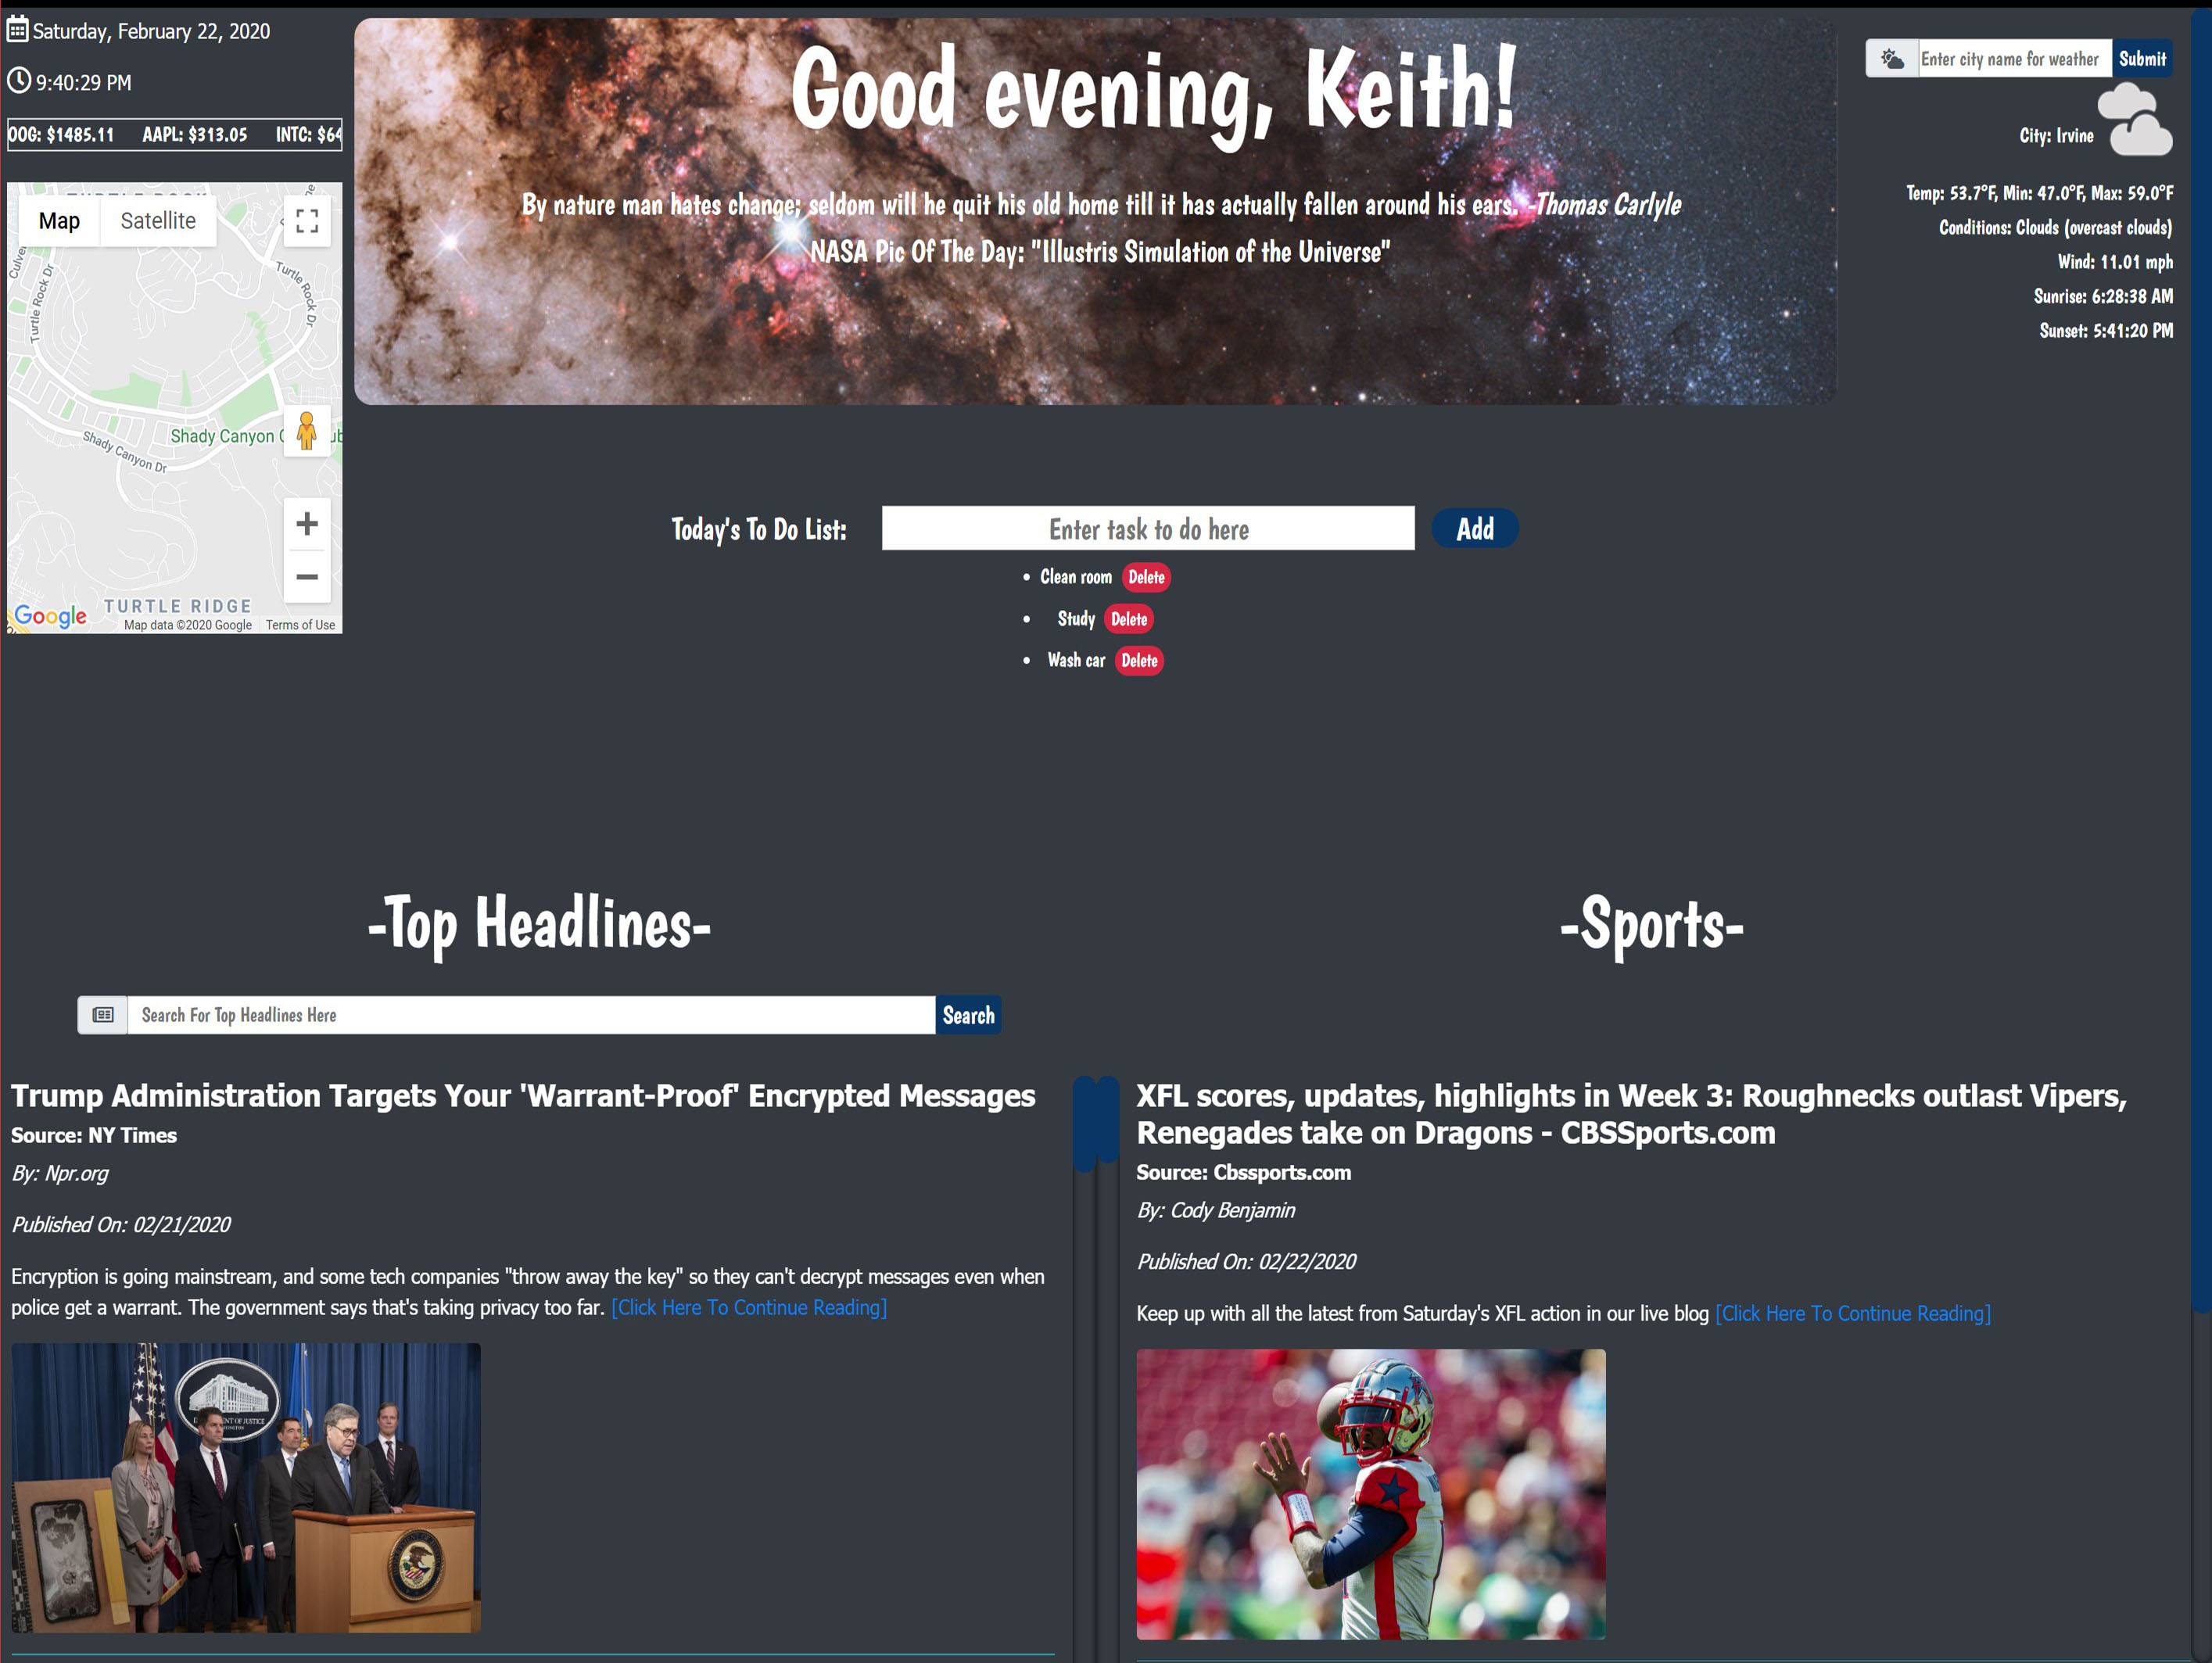 Saturday, February 22, 2020
9:40:29 PM
OOG: $1485.11 AAPL: $313.05 INTC: $64
Map Satellite
Culver
Turtle Rock Dr
Turtle Rock Dr
Shady Canyon
Shady Canyon Dr
TURTLE RIDGE
Google
Map data ©2020 Google Terms of Use
Good evening, Keith!
By nature man hates change; seldom will he quit his old home till it has actually fallen around his ears. -Thomas Carlyle
NASA Pic Of The Day: "Illustris Simulation of the Universe"
Enter city name for weather Submit
City: Irvine
Temp: 53.7°F, Min: 47.0°F, Max: 59.0°F
Conditions: Clouds (overcast clouds)
Wind: 11.01 mph
Sunrise: 6:28:38 AM
Sunset: 5:41:20 PM
Today's To Do List: Enter task to do here Add
• Clean room Delete
• Study Delete
• Wash car Delete
-Top Headlines-
Search For Top Headlines Here Search
Trump Administration Targets Your 'Warrant-Proof' Encrypted Messages
Source: NY Times
By: Npr.org
Published On: 02/21/2020
Encryption is going mainstream, and some tech companies "throw away the key" so they can't decrypt messages even when
police get a warrant. The government says that's taking privacy too far. [Click Here To Continue Reading]
-Sports-
XFL scores, updates, highlights in Week 3: Roughnecks outlast Vipers,
Renegades take on Dragons - CBSSports.com
Source: Cbssports.com
By: Cody Benjamin
Published On: 02/22/2020
Keep up with all the latest from Saturday's XFL action in our live blog [Click Here To Continue Reading]